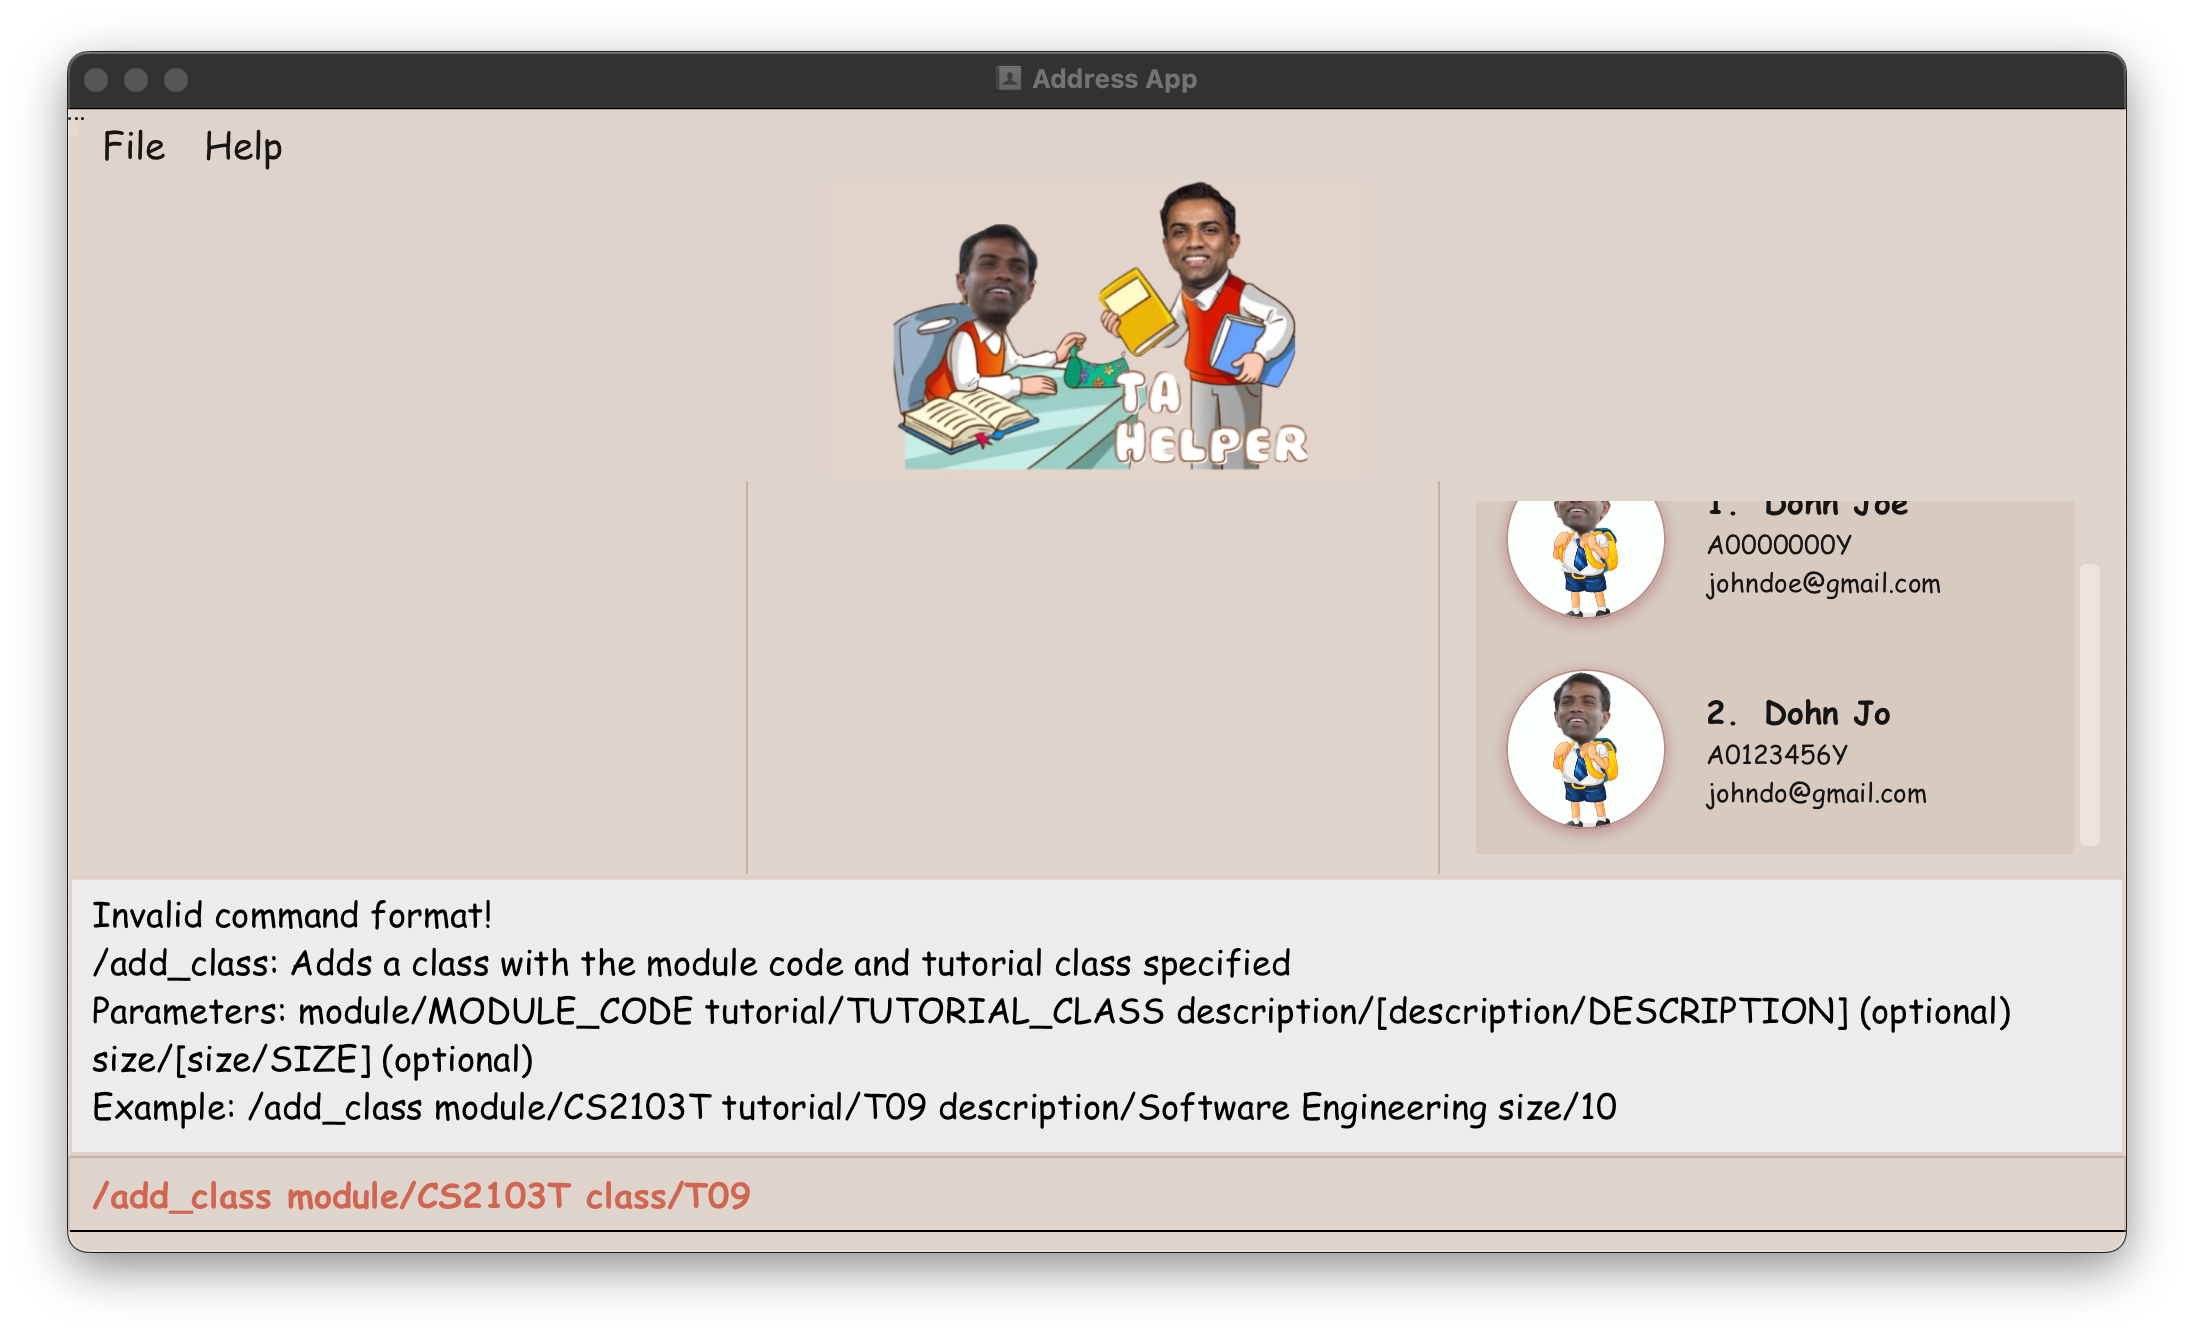 Address App
File Help
TA
HELPER
1. Dohn Joe
A0000000Y
johndoe@gmail.com
2. Dohn Jo
A0123456Y
johndo@gmail.com
Invalid command format!
/add_class: Adds a class with the module code and tutorial class specified
Parameters: module/MODULE_CODE tutorial/TUTORIAL_CLASS description/[description/DESCRIPTION] (optional)
size/[size/SIZE] (optional)
Example: /add_class module/CS2103T tutorial/T09 description/Software Engineering size/10
/add_class module/CS2103T class/T09